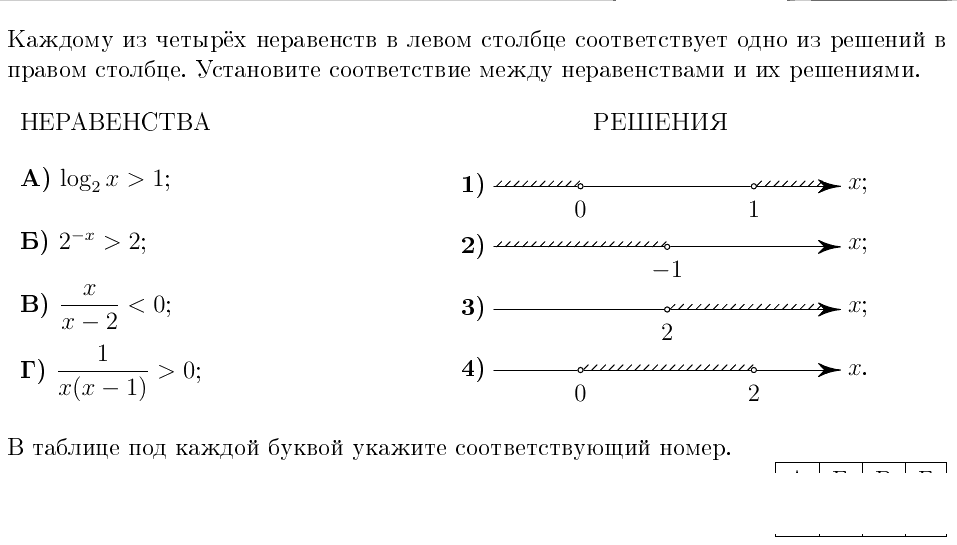 Каждому из четырёх неравенств в левом столбце соответствует одно из решений в
правом столбце. Установите соответствие между неравенствами и их решениями.
НЕРАВЕНСТВА
РЕШЕНИЯ
А) log₂ x > 1;
Б) 2⁻ˣ > 2;
В) x/(x − 2) < 0;
Г) 1/(x(x − 1)) > 0;
1) x;
0 1
2) x;
−1
3) x;
2
4) x.
0 2
В таблице под каждой буквой укажите соответствующий номер.